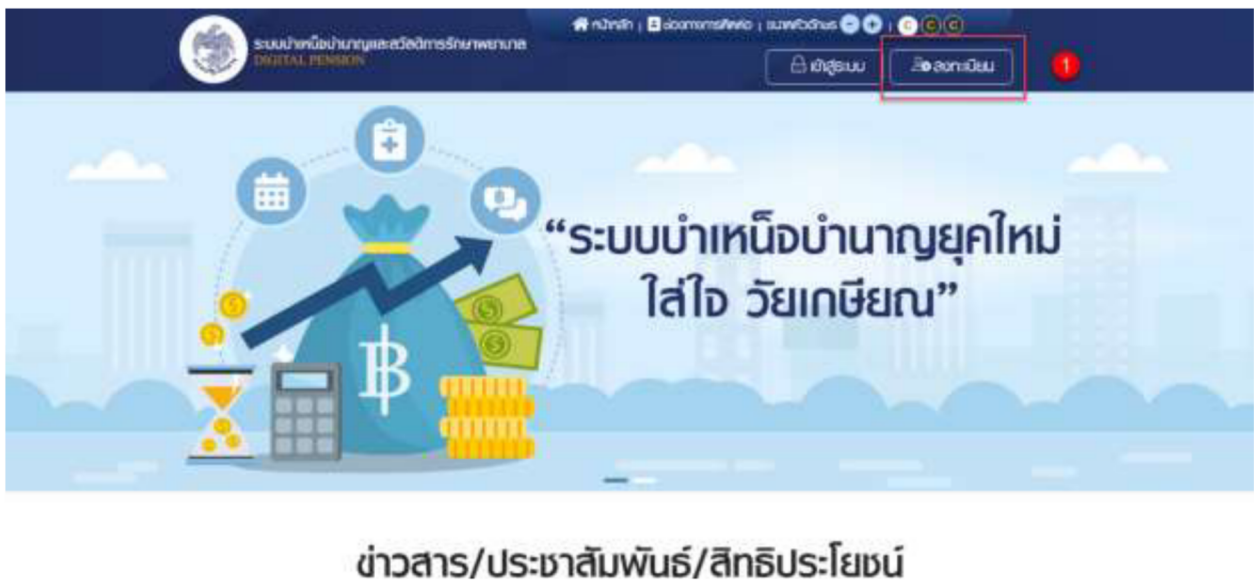 หน้าหลัก | ช่องทางการติดต่อ | ขนาดตัวอักษร - + | C C C
ระบบบำเหน็จบำนาญและสวัสดิการรักษาพยาบาล
DIGITAL PENSION
เข้าสู่ระบบ
ลงทะเบียน
1
“ระบบบำเหน็จบำนาญยุคใหม่
ใส่ใจ วัยเกษียณ”
฿
ข่าวสาร/ประชาสัมพันธ์/สิทธิประโยชน์